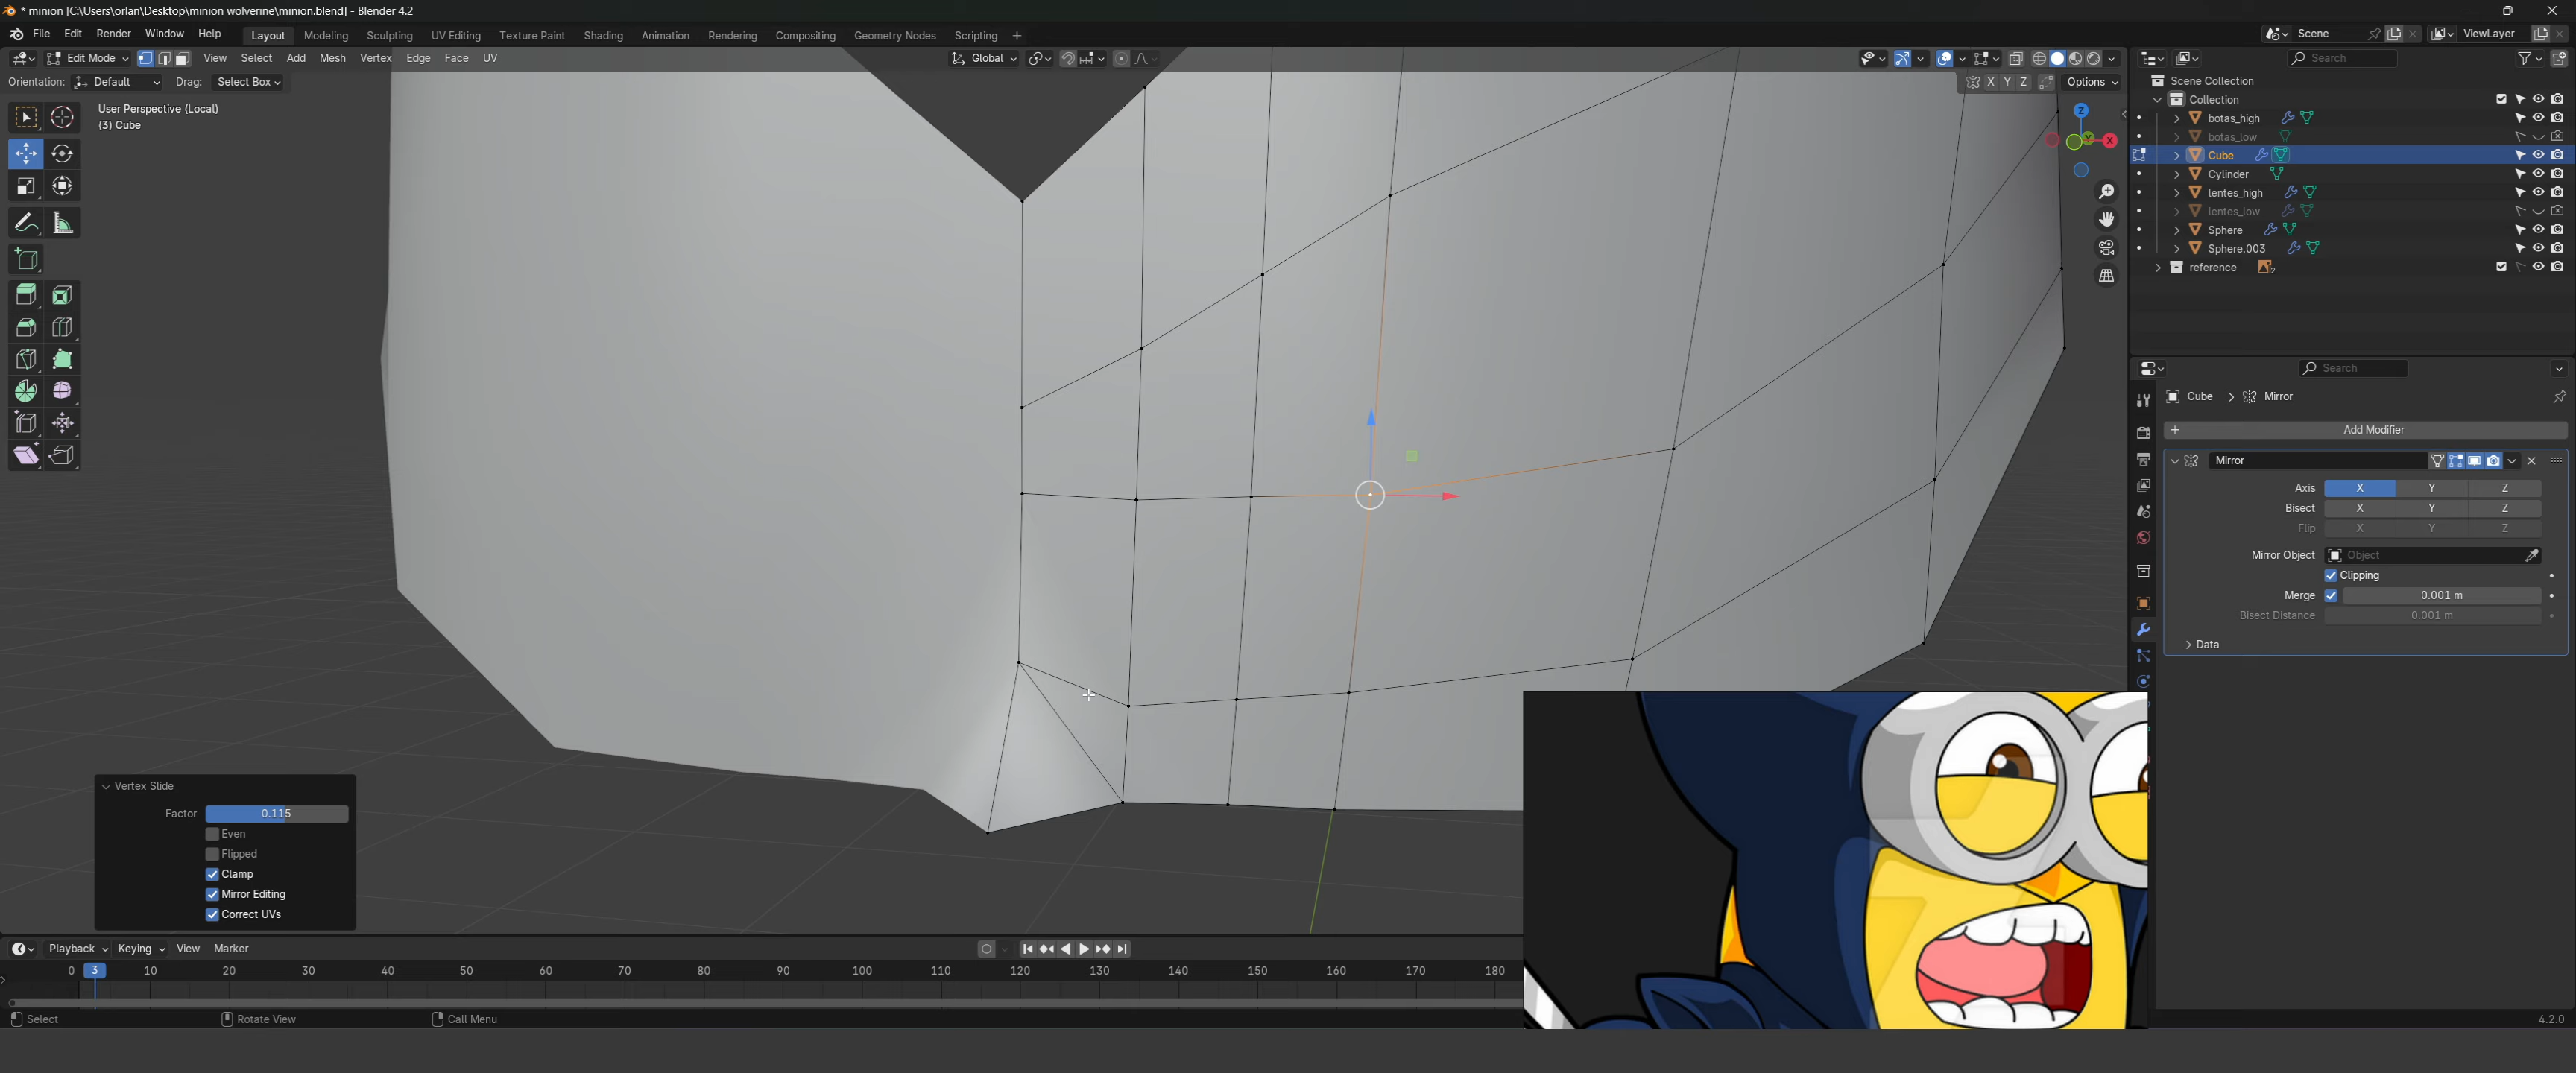 * minion [C:\Users\orlan\Desktop\minion wolverine\minion.blend] - Blender 4.2
File Edit Render Window Help Layout Modeling Sculpting UV Editing Texture Paint Shading Animation Rendering Compositing Geometry Nodes Scripting + Scene ViewLayer
Edit Mode View Select Add Mesh Vertex Edge Face UV Global Search
Orientation: Default Drag: Select Box X Y Z Options
Scene Collection
Collection
User Perspective (Local)
(3) Cube
botas_high
botas_low
Cube
Cylinder
lentes_high
lentes_low
Sphere
Sphere.003
reference 2
Z
Y
X
Search
Cube > Mirror
+ Add Modifier
Mirror
Axis X Y Z
Bisect X Y Z
Flip X Y Z
Mirror Object Object
Clipping
Merge 0.001 m
Bisect Distance 0.001 m
Data
Vertex Slide
Factor 0.115
Even
Flipped
Clamp
Mirror Editing
Correct UVs
Playback Keying View Marker
0 3 10 20 30 40 50 60 70 80 90 100 110 120 130 140 150 160 170 180
Select Rotate View Call Menu 4.2.0